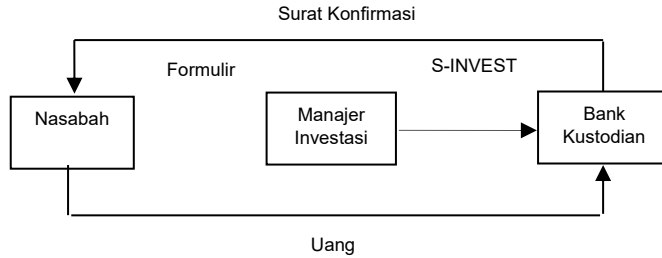 Surat Konfirmasi
Formulir
S-INVEST
Nasabah
Manajer
Investasi
Bank
Kustodian
Uang